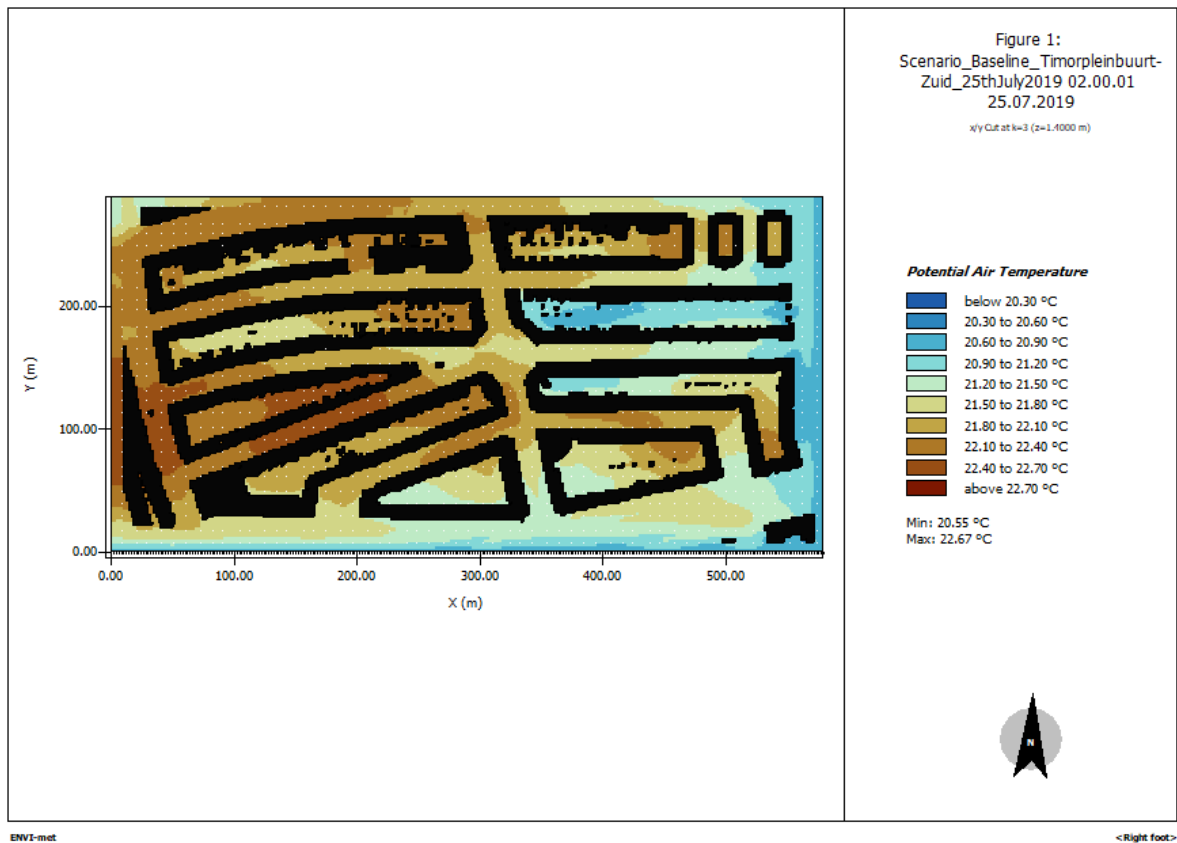 Figure 1:
Scenario_Baseline_Timorpleinbuurt-
Zuid_25thJuly2019 02.00.01
25.07.2019
x/y Cut at k=3 (z=1.4000 m)
Potential Air Temperature
below 20.30 °C
20.30 to 20.60 °C
20.60 to 20.90 °C
20.90 to 21.20 °C
21.20 to 21.50 °C
21.50 to 21.80 °C
21.80 to 22.10 °C
22.10 to 22.40 °C
22.40 to 22.70 °C
above 22.70 °C
Min: 20.55 °C
Max: 22.67 °C
N
Y (m)
200.00
100.00
0.00
0.00 100.00 200.00 300.00 400.00 500.00
X (m)
ENVI-met
<Right foot>